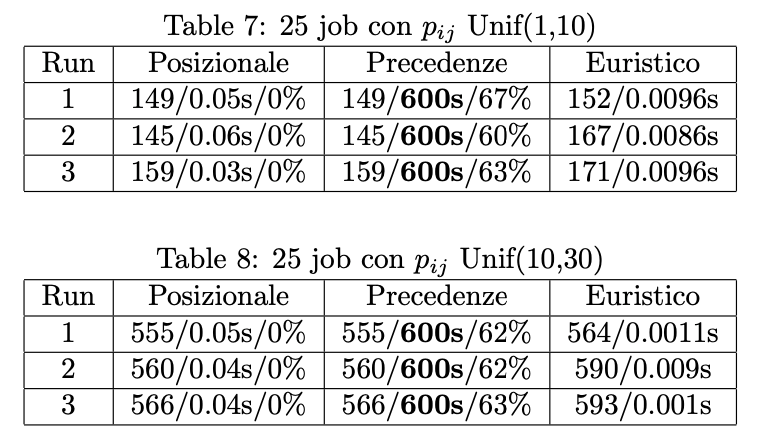 Table 7: 25 job con p_{ij} Unif(1,10)
Run Posizionale Precedenze Euristico
1 149/0.05s/0% 149/600s/67% 152/0.0096s
2 145/0.06s/0% 145/600s/60% 167/0.0086s
3 159/0.03s/0% 159/600s/63% 171/0.0096s
Table 8: 25 job con p_{ij} Unif(10,30)
Run Posizionale Precedenze Euristico
1 555/0.05s/0% 555/600s/62% 564/0.0011s
2 560/0.04s/0% 560/600s/62% 590/0.009s
3 566/0.04s/0% 566/600s/63% 593/0.001s